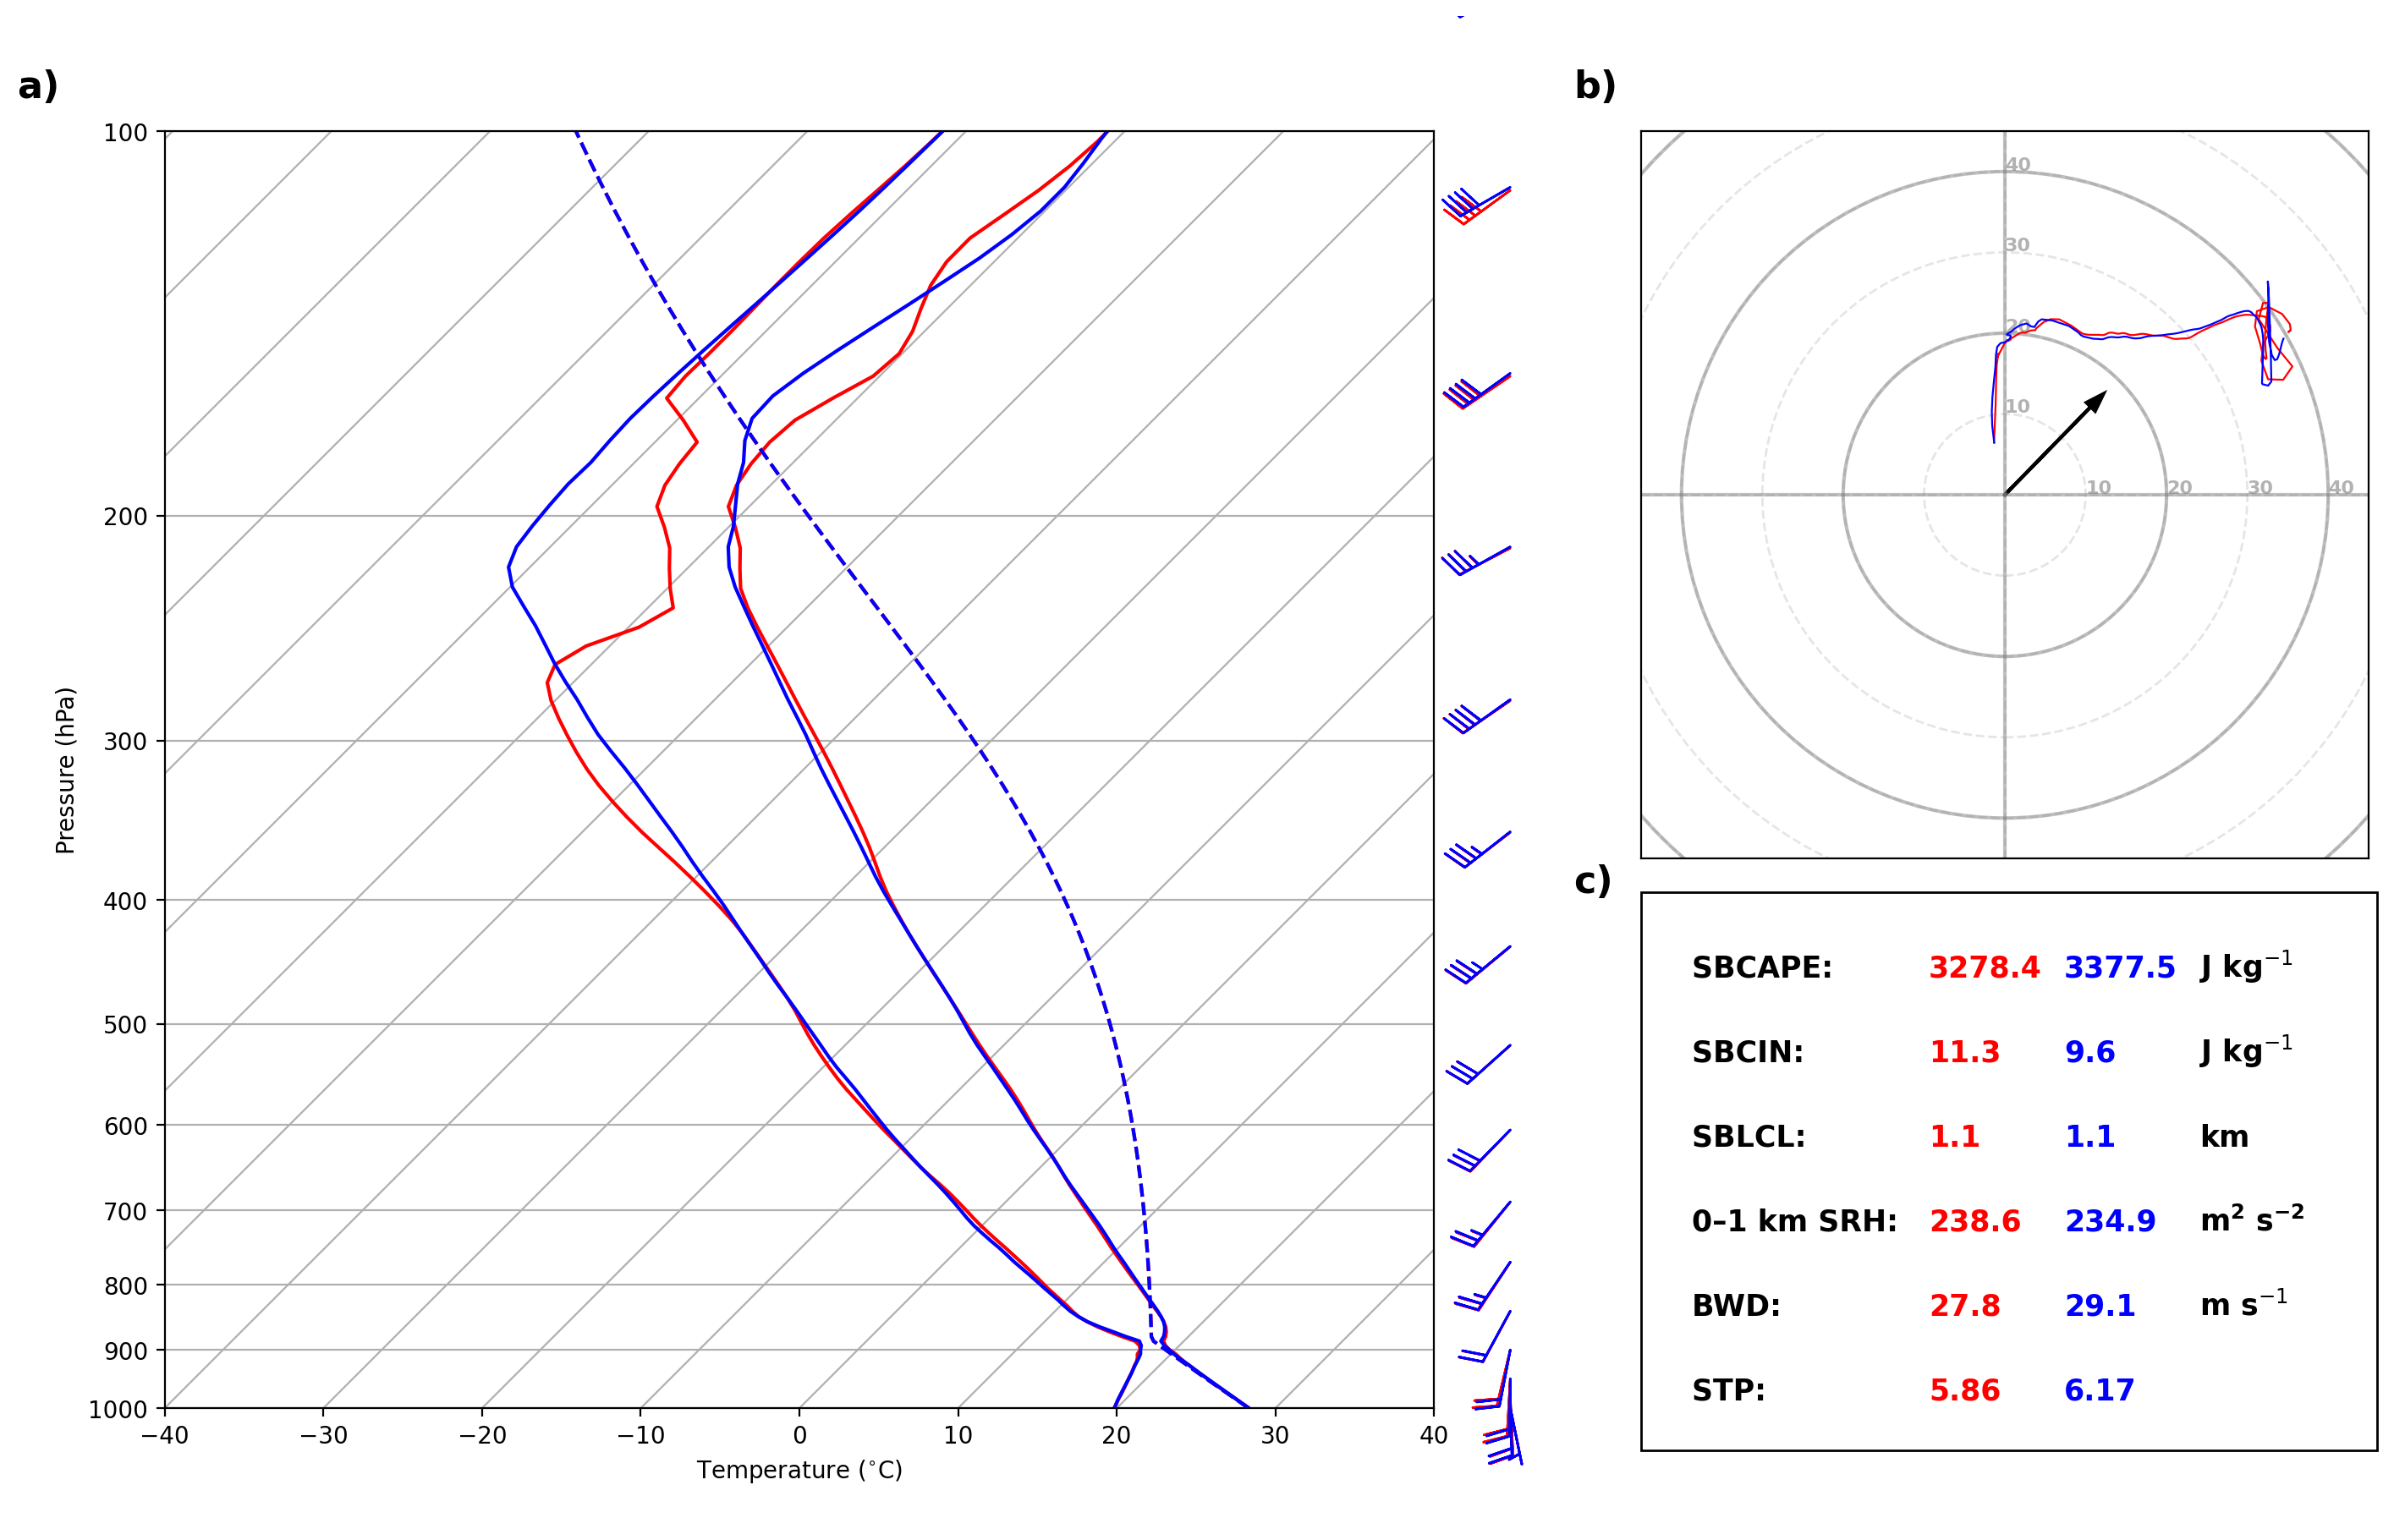 a)
100
200
300
400
500
600
700
800
900
1000
Pressure (hPa)
−40 −30 −20 −10 0 10 20 30 40
Temperature (°C)
b)
40
30
20
10
10 20 30 40
c)
SBCAPE: 3278.4 3377.5 J kg⁻¹
SBCIN: 11.3 9.6 J kg⁻¹
SBLCL: 1.1 1.1 km
0–1 km SRH: 238.6 234.9 m² s⁻²
BWD: 27.8 29.1 m s⁻¹
STP: 5.86 6.17